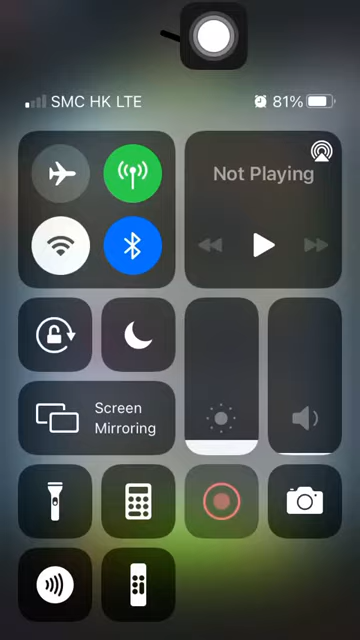 SMC HK LTE
81%
Not Playing
Screen
Mirroring